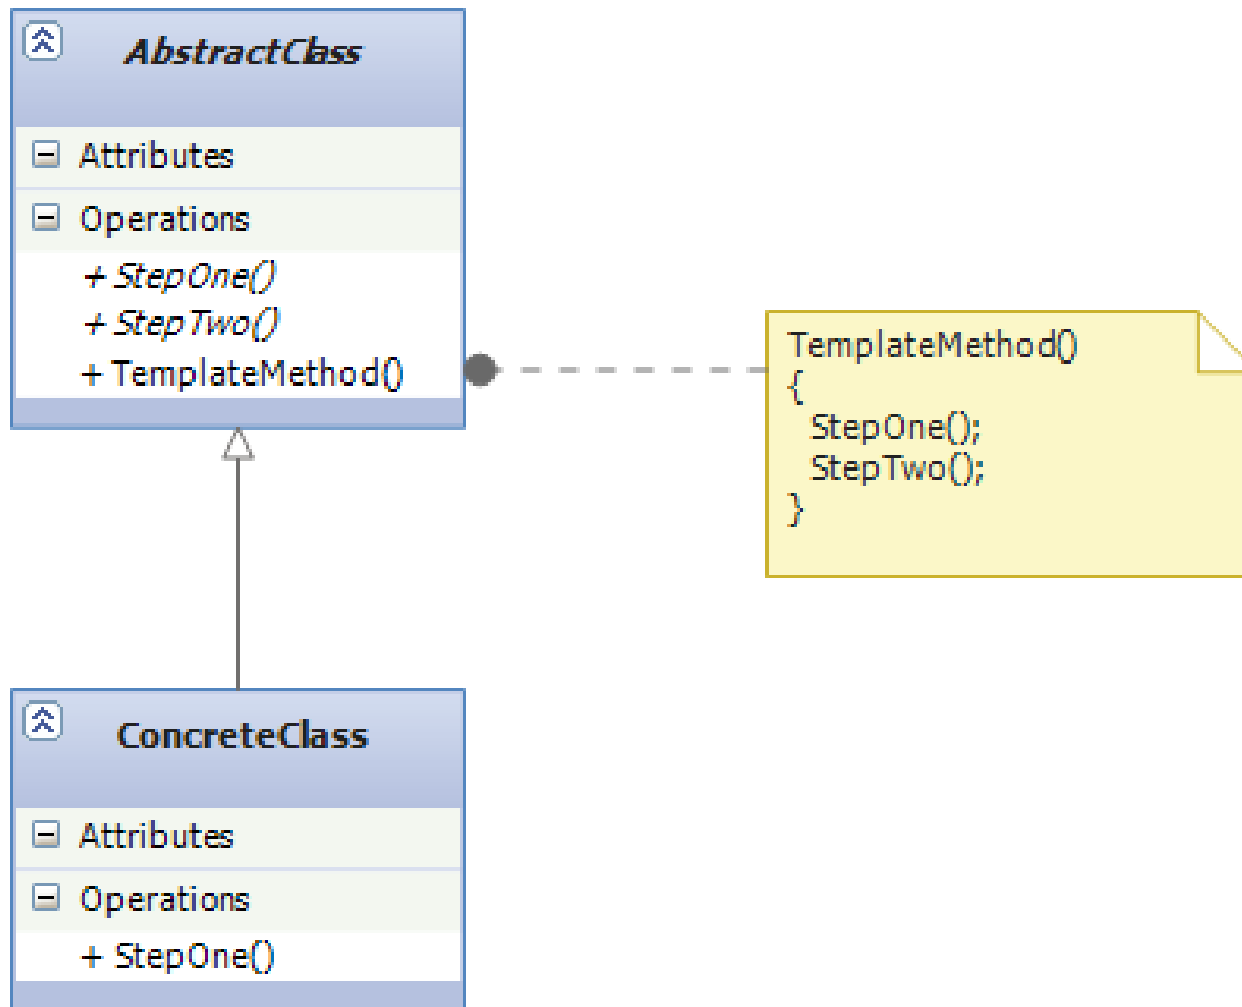 AbstractClass
Attributes
Operations
+ StepOne()
+ StepTwo()
+ TemplateMethod()
TemplateMethod()
{
StepOne();
StepTwo();
}
ConcreteClass
Attributes
Operations
+ StepOne()